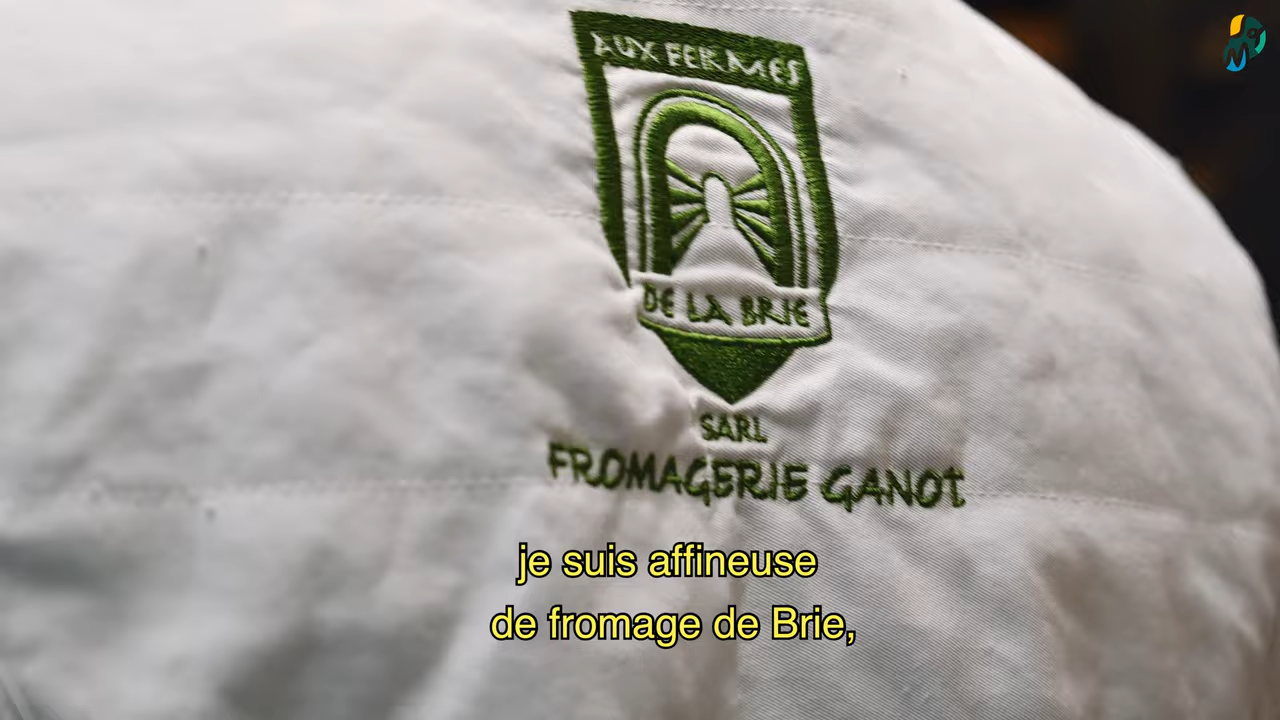 AUX FERMES
DE LA BRIE
SARL
FROMAGERIE GANOT
je suis affineuse
de fromage de Brie,